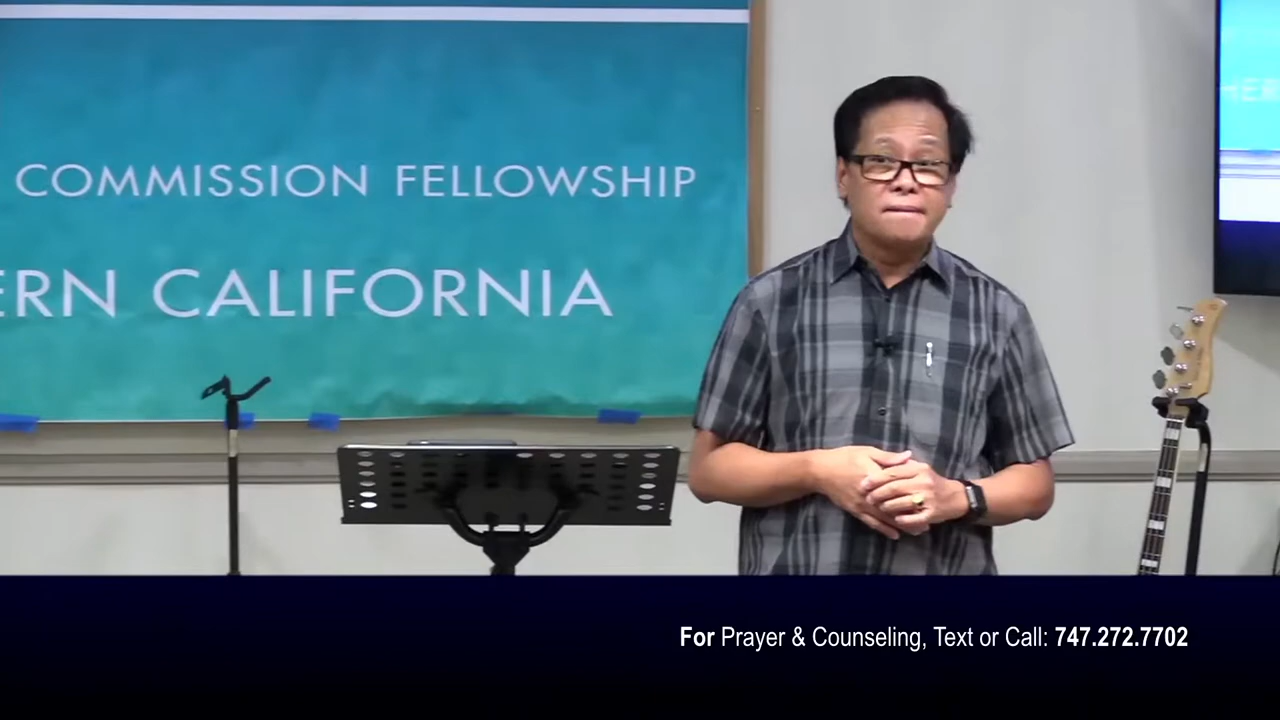 COMMISSION FELLOWSHIP
ERN CALIFORNIA
For Prayer & Counseling, Text or Call: 747.272.7702